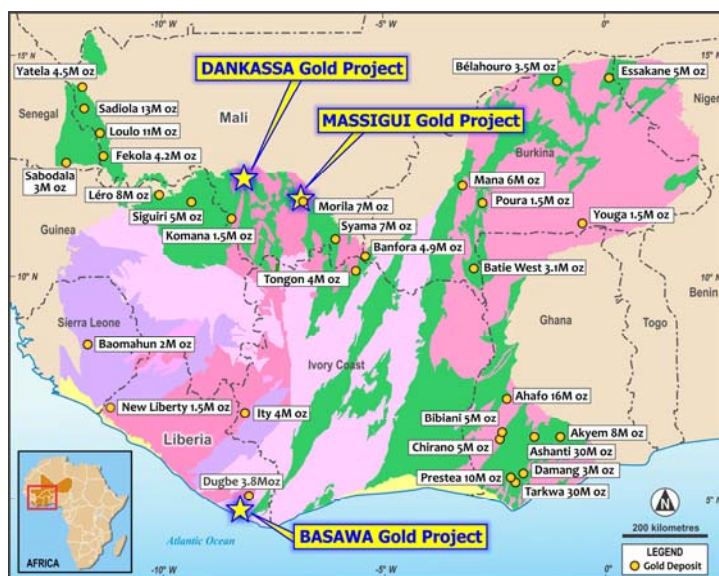 15° N
15° N
-10° W
-5° W
0°
DANKASSA Gold Project
MASSIGUI Gold Project
Yatela 4.5M oz
Sadiola 13M oz
Senegal
Loulo 11M oz
Mali
Fekola 4.2M oz
Sabodala
3M oz
Bélahouro 3.5M oz
Essakane 5M oz
Niger
Burkina
Léro 8M oz
Siguiri 5M oz
Komana 1.5M oz
Guinea
Morila 7M oz
Syama 7M oz
Banfora 4.9M oz
Tongon 4M oz
Mana 6M oz
Poura 1.5M oz
Youga 1.5M oz
Batie West 3.1M oz
10° N
10° N
Benin
Ghana
Togo
Sierra Leone
Baomahun 2M oz
Ivory Coast
New Liberty 1.5M oz
Ity 4M oz
Liberia
Ahafo 16M oz
Bibiani 5M oz
Chirano 5M oz
Akyem 8M oz
Ashanti 30M oz
Damang 3M oz
Prestea 10M oz
Tarkwa 30M oz
Dugbe 3.8Moz
5° N
BASAWA Gold Project
Atlantic Ocean
AFRICA
-10° W
-5° W
0°
N
200 kilometres
LEGEND
Gold Deposit